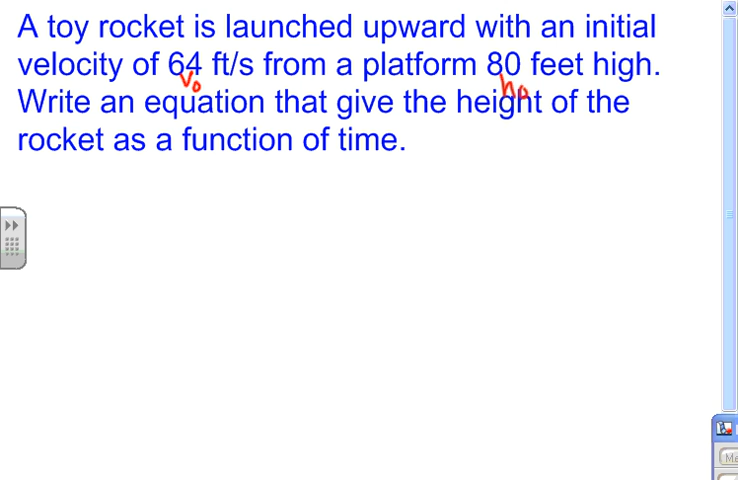 A toy rocket is launched upward with an initial
velocity of 64 ft/s from a platform 80 feet high.
v₀ h₀
Write an equation that give the height of the
rocket as a function of time.
Me